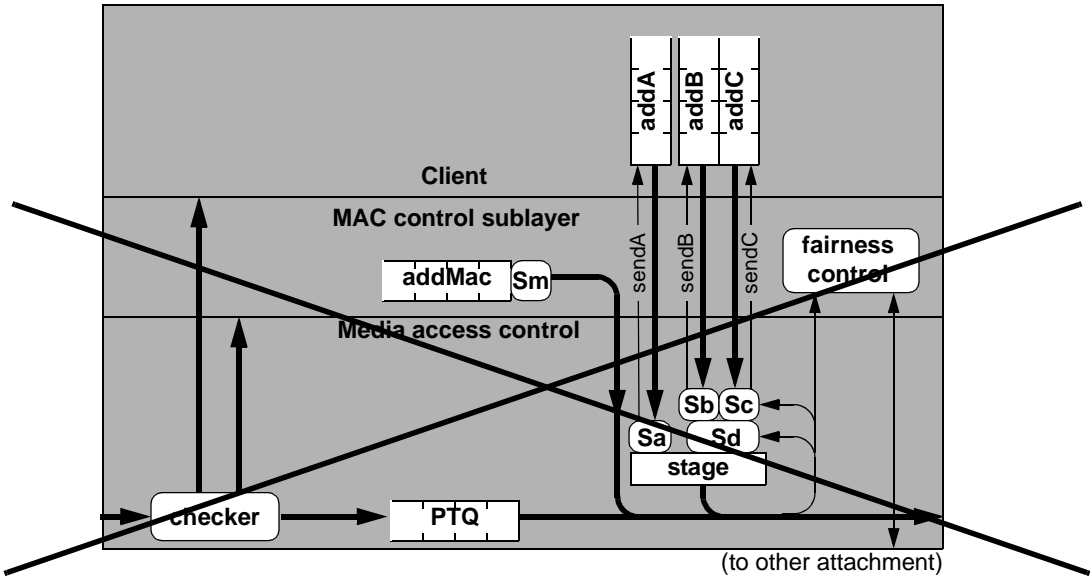 addA
addB
addC
Client
MAC control sublayer
sendA
sendB
sendC
fairness
control
addMac
Sm
Media access control
Sb
Sc
Sa
Sd
stage
checker
PTQ
(to other attachment)